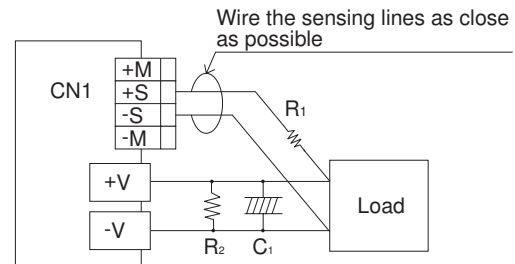 Wire the sensing lines as close
as possible
CN1
+M
+S
-S
-M
R1
+V
-V
R2
C1
Load